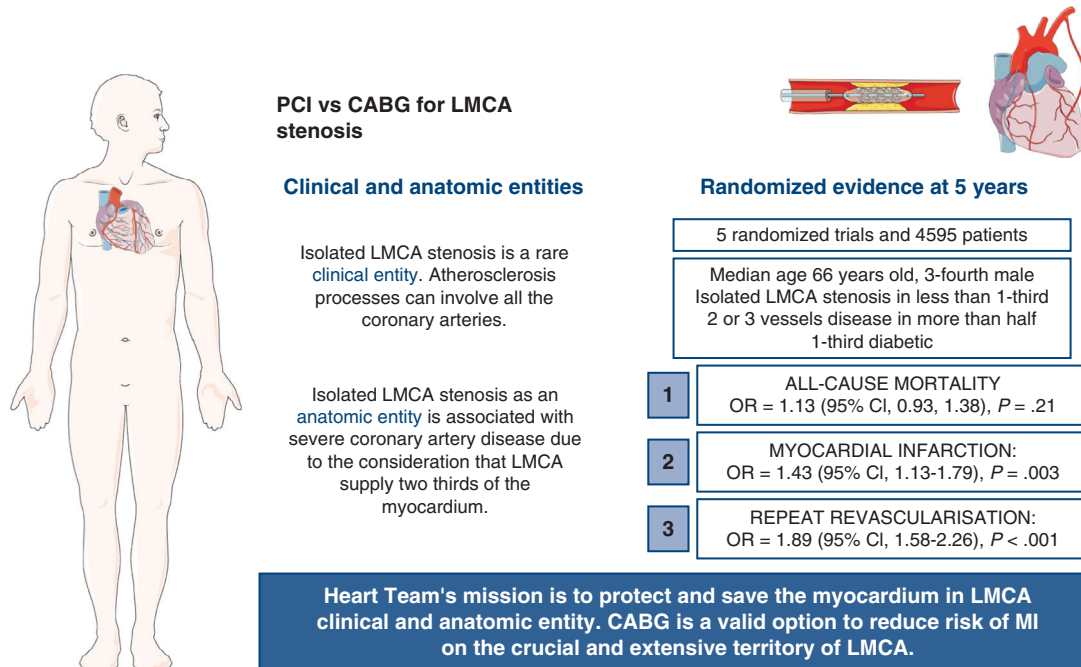 PCI vs CABG for LMCA
stenosis
Clinical and anatomic entities
Isolated LMCA stenosis is a rare
clinical entity. Atherosclerosis
processes can involve all the
coronary arteries.
Isolated LMCA stenosis as an
anatomic entity is associated with
severe coronary artery disease due
to the consideration that LMCA
supply two thirds of the
myocardium.
Randomized evidence at 5 years
5 randomized trials and 4595 patients
Median age 66 years old, 3-fourth male
Isolated LMCA stenosis in less than 1-third
2 or 3 vessels disease in more than half
1-third diabetic
1
ALL-CAUSE MORTALITY
OR = 1.13 (95% CI, 0.93, 1.38), P = .21
2
MYOCARDIAL INFARCTION:
OR = 1.43 (95% CI, 1.13-1.79), P = .003
3
REPEAT REVASCULARISATION:
OR = 1.89 (95% CI, 1.58-2.26), P < .001
Heart Team's mission is to protect and save the myocardium in LMCA
clinical and anatomic entity. CABG is a valid option to reduce risk of MI
on the crucial and extensive territory of LMCA.